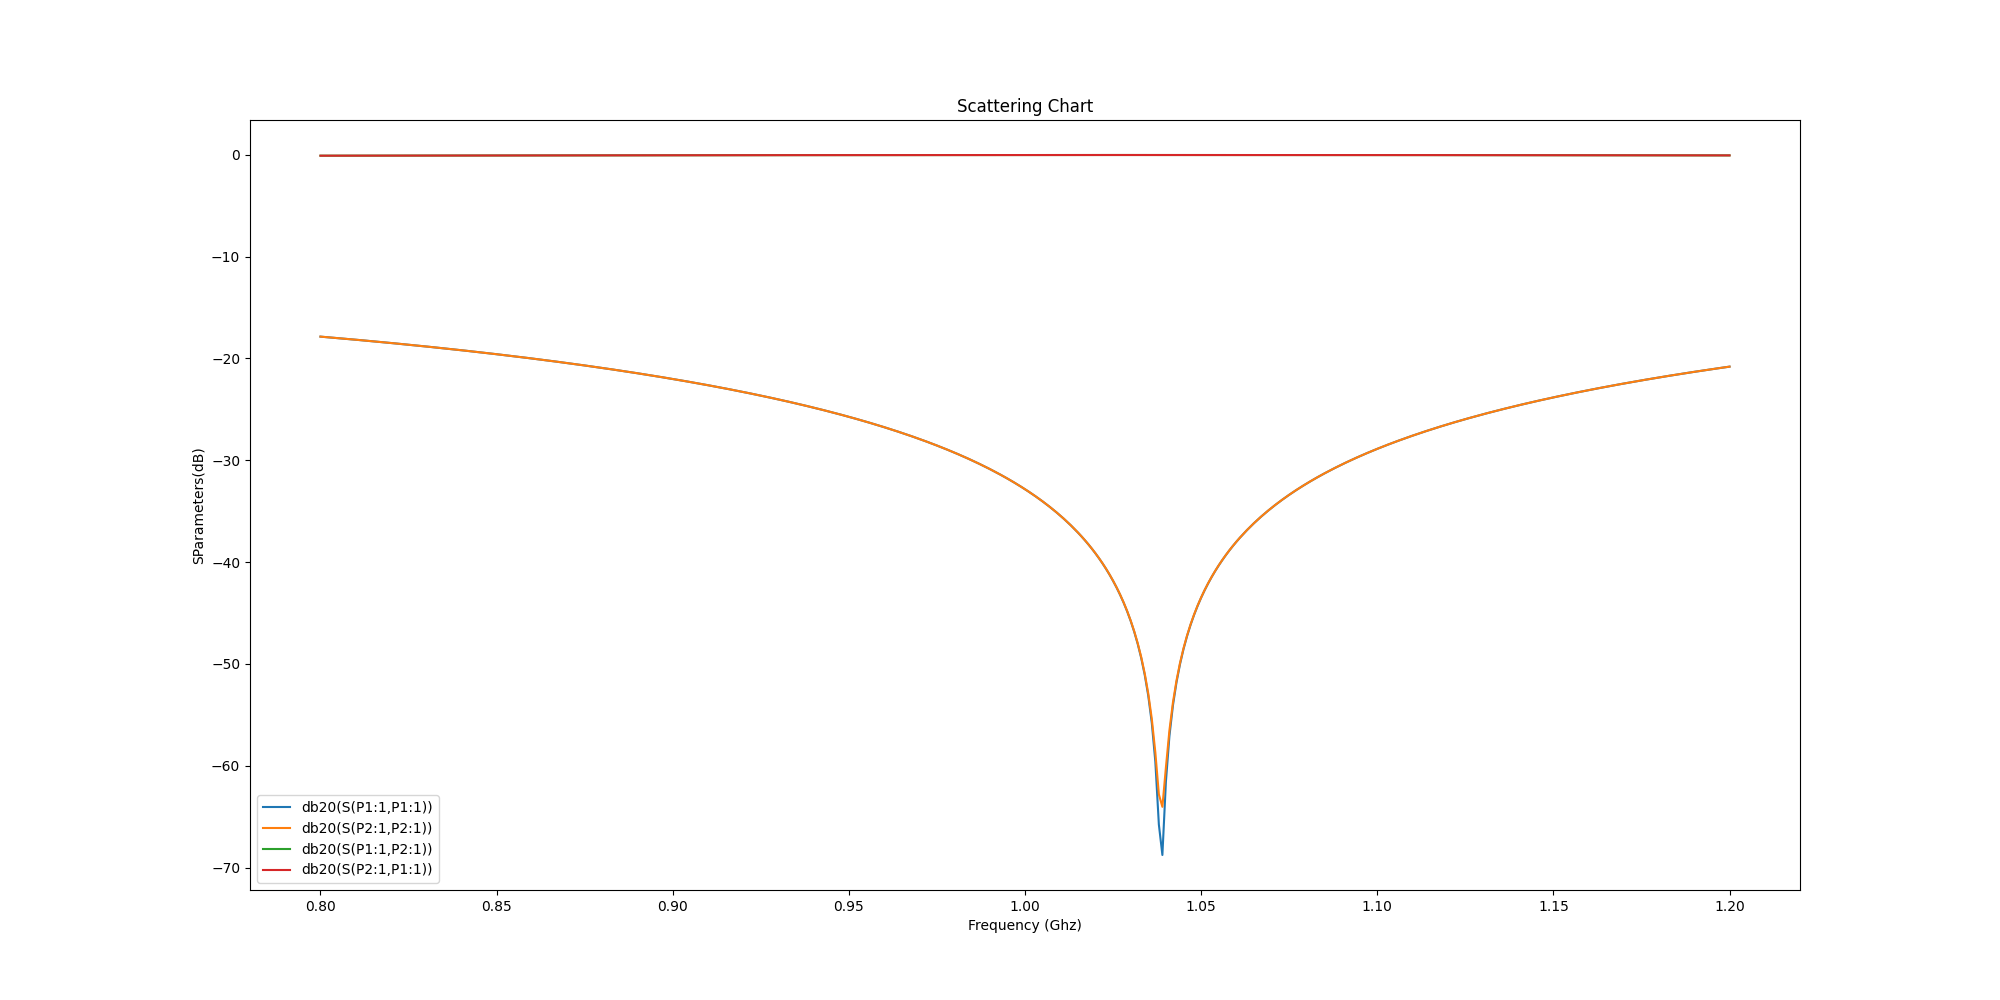 Scattering Chart
0
−10
−20
−30
−40
−50
−60
−70
SParameters(dB)
db20(S(P1:1,P1:1))
db20(S(P2:1,P2:1))
db20(S(P1:1,P2:1))
db20(S(P2:1,P1:1))
0.80 0.85 0.90 0.95 1.00 1.05 1.10 1.15 1.20
Frequency (Ghz)